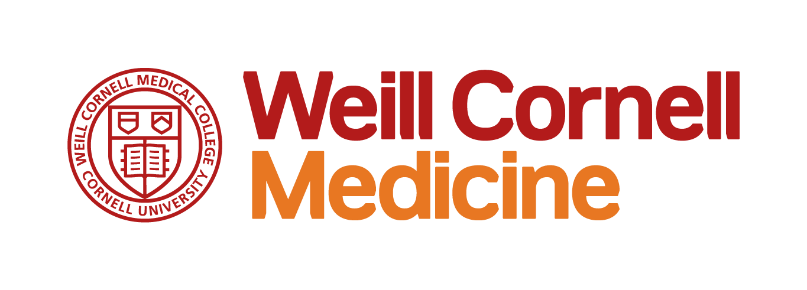 WEILL CORNELL MEDICAL COLLEGE
CORNELL UNIVERSITY
Weill Cornell
Medicine